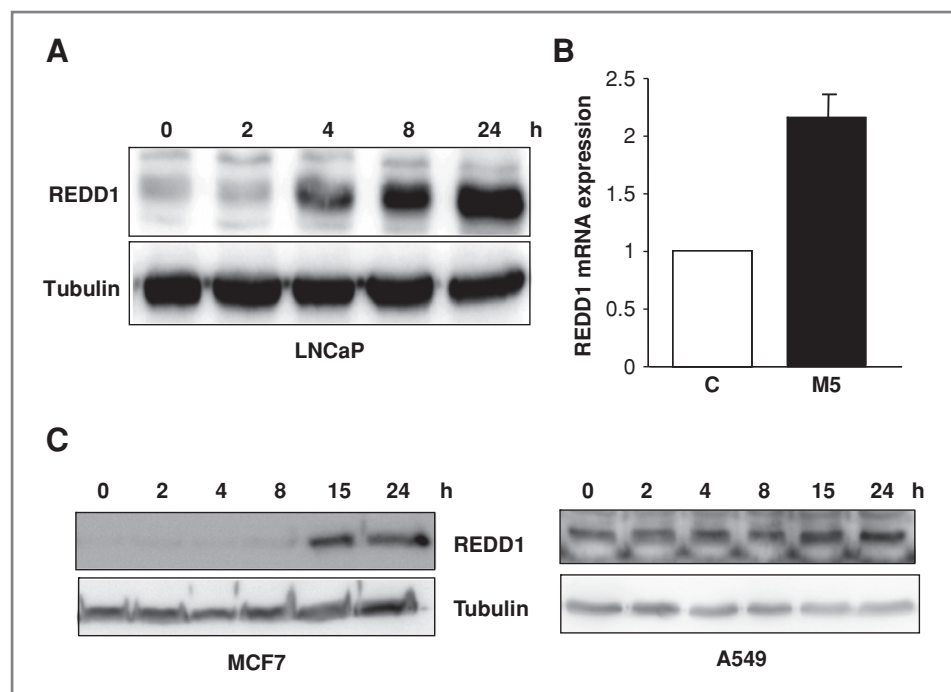 A
0 2 4 8 24 h
REDD1
Tubulin
LNCaP
B
REDD1 mRNA expression
2.5
2
1.5
1
0.5
0
C M5
C
0 2 4 8 15 24 h
REDD1
Tubulin
MCF7
0 2 4 8 15 24 h
A549